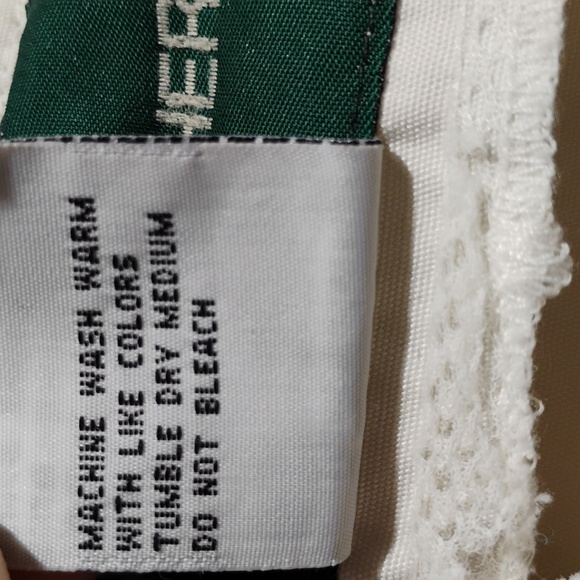 MACHINE WASH WARM
WITH LIKE COLORS
TUMBLE DRY MEDIUM
DO NOT BLEACH